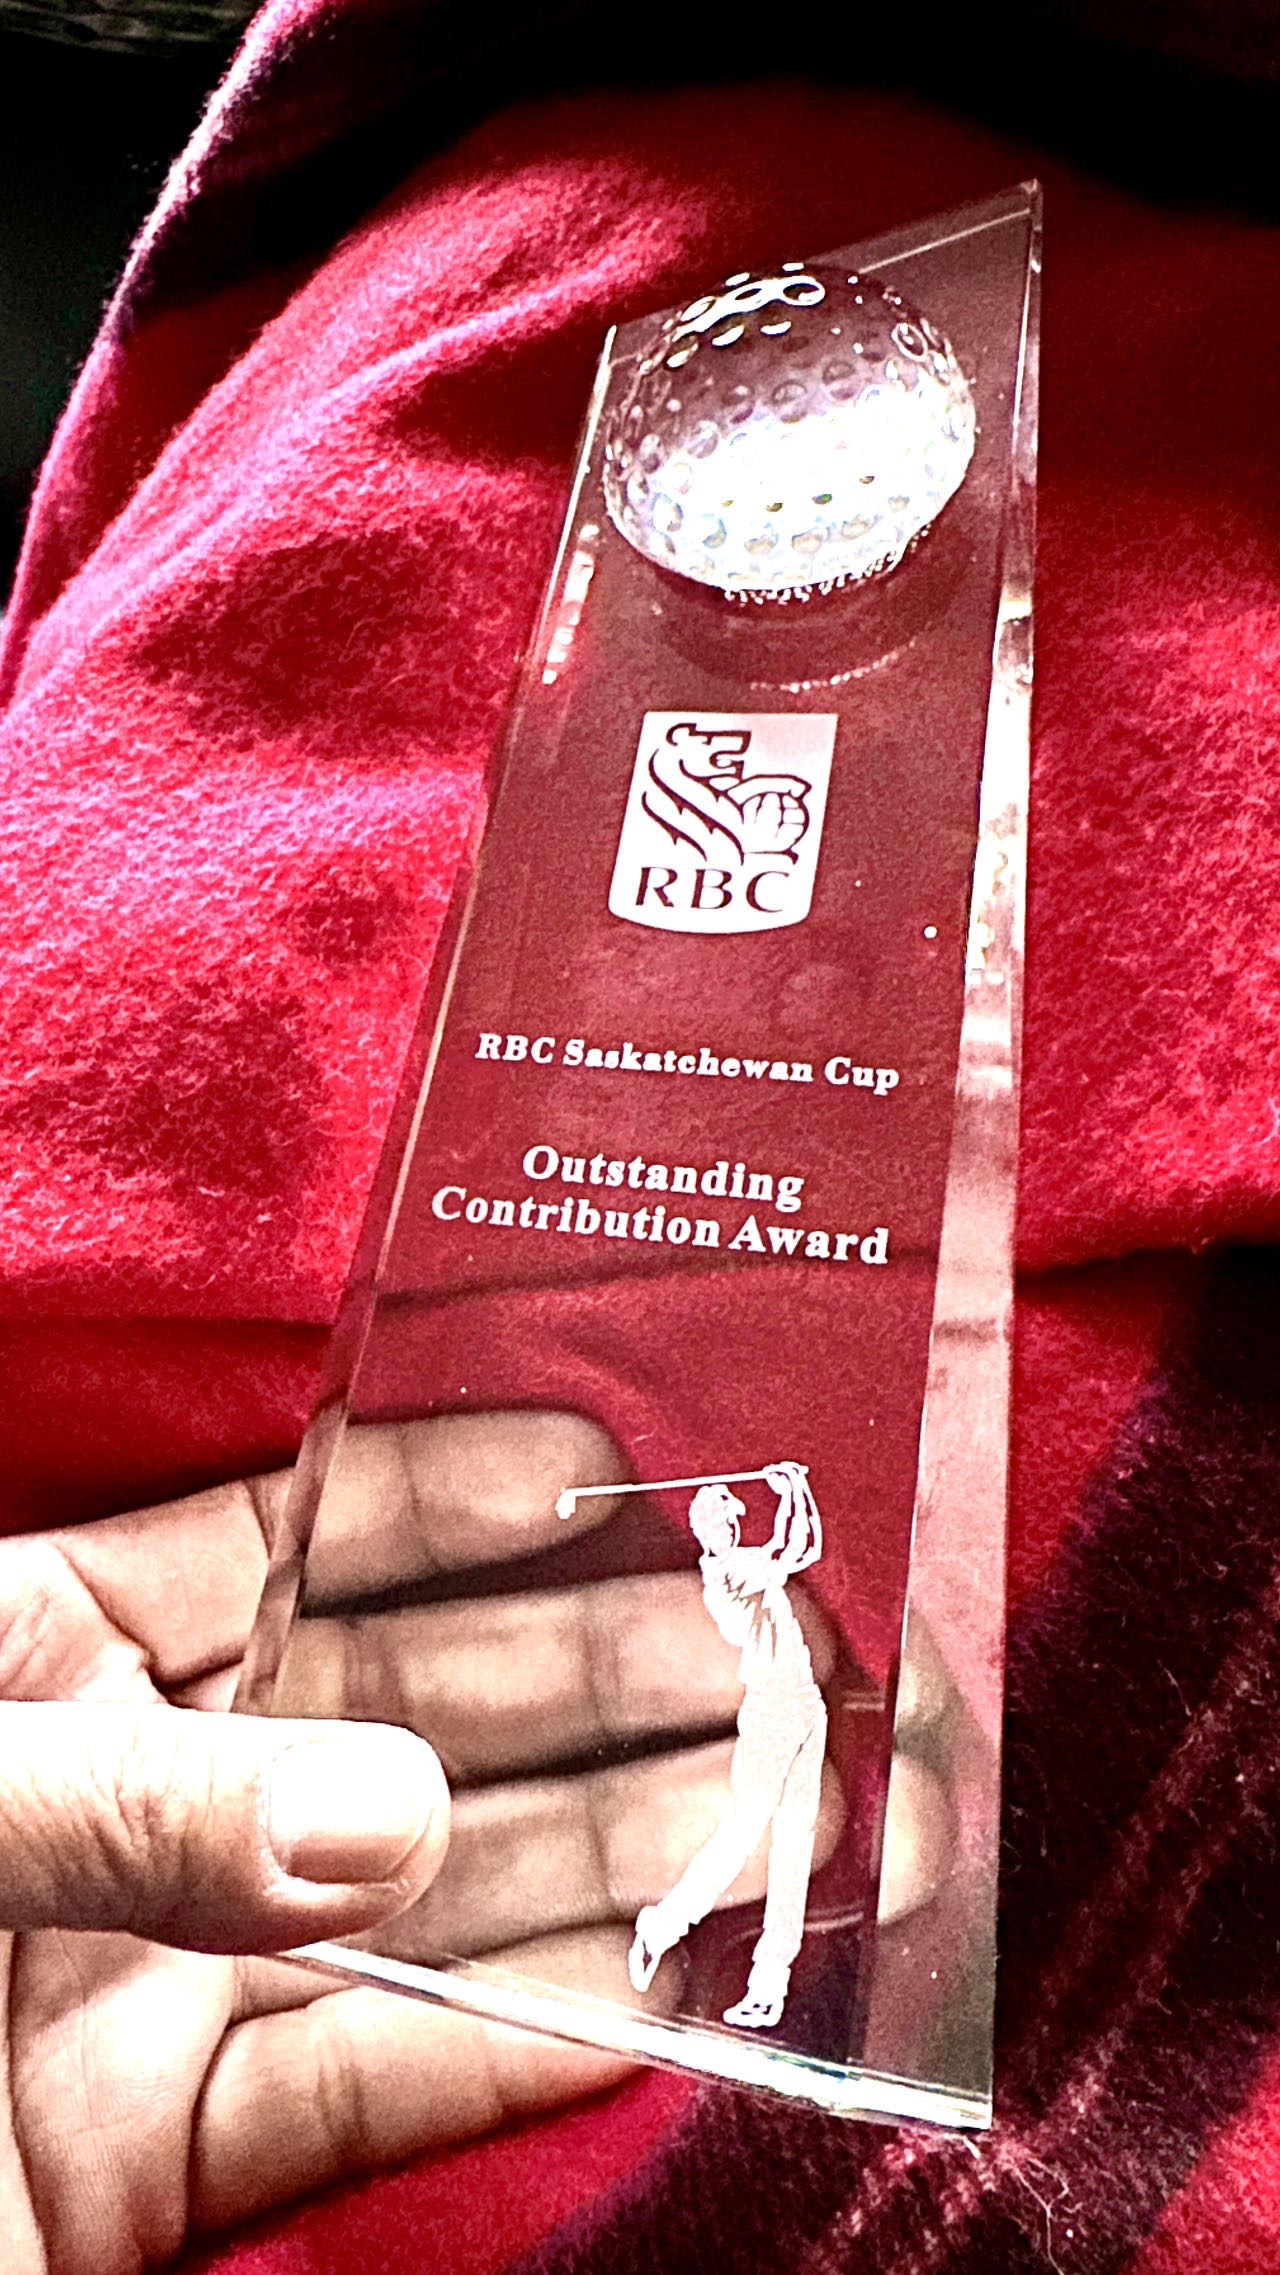 RBC
RBC Saskatchewan Cup
Outstanding
Contribution Award